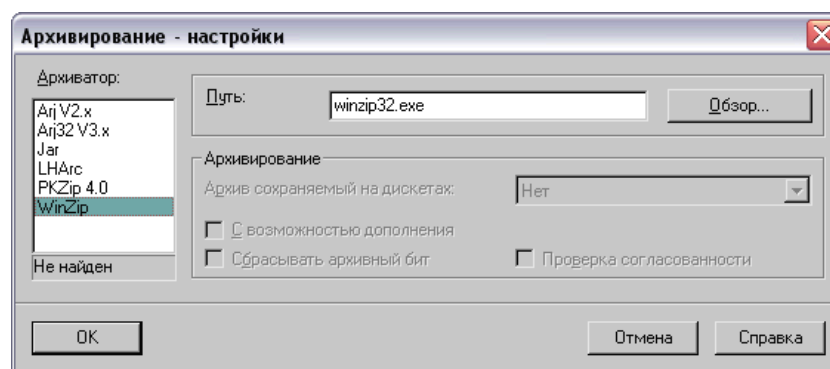 Архивирование - настройки
Архиватор:
Arj V2.x
Arj32 V3.x
Jar
LHArc
PKZip 4.0
WinZip
Не найден
Путь:
winzip32.exe
Обзор...
Архивирование
Архив сохраняемый на дискетах:
Нет
С возможностью дополнения
Сбрасывать архивный бит
Проверка согласованности
OK
Отмена
Справка